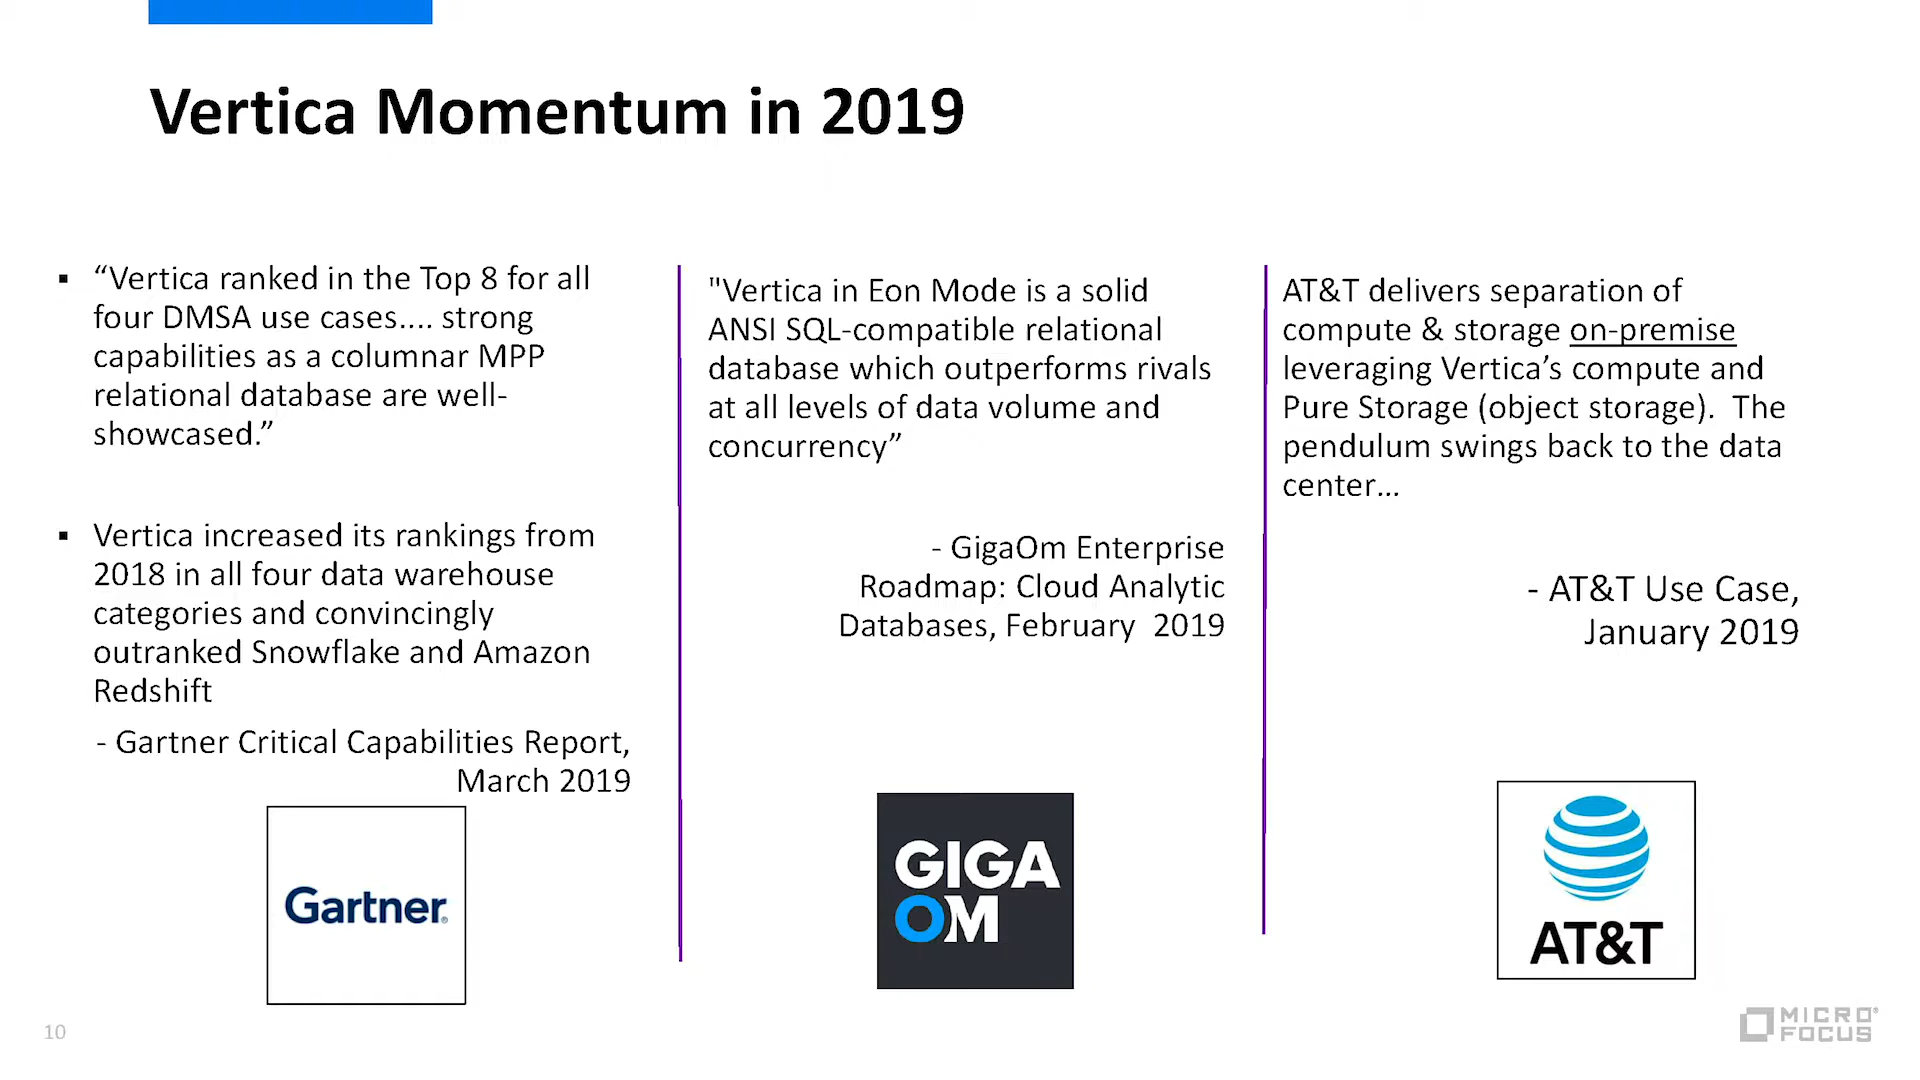 Vertica Momentum in 2019
▪ “Vertica ranked in the Top 8 for all
four DMSA use cases.... strong
capabilities as a columnar MPP
relational database are well-
showcased.”
▪ Vertica increased its rankings from
2018 in all four data warehouse
categories and convincingly
outranked Snowflake and Amazon
Redshift
- Gartner Critical Capabilities Report,
March 2019
Gartner®
"Vertica in Eon Mode is a solid
ANSI SQL-compatible relational
database which outperforms rivals
at all levels of data volume and
concurrency”
- GigaOm Enterprise
Roadmap: Cloud Analytic
Databases, February  2019
GIGA
OM
AT&T delivers separation of
compute & storage on-premise
leveraging Vertica’s compute and
Pure Storage (object storage).  The
pendulum swings back to the data
center…
- AT&T Use Case,
January 2019
AT&T
10
MICRO®
FOCUS